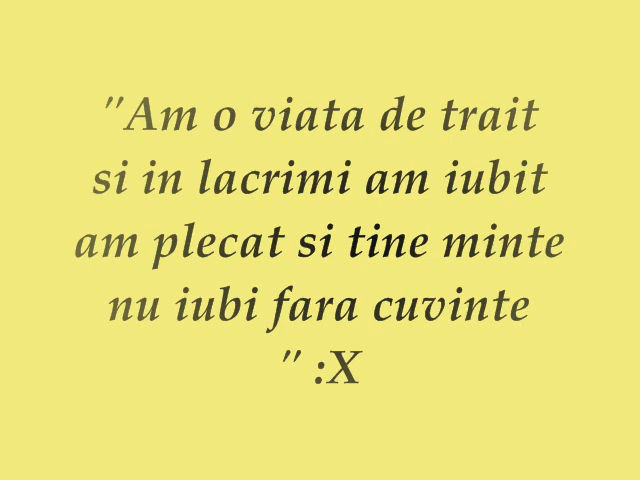 "Am o viata de trait
si in lacrimi am iubit
am plecat si tine minte
nu iubi fara cuvinte
" :X